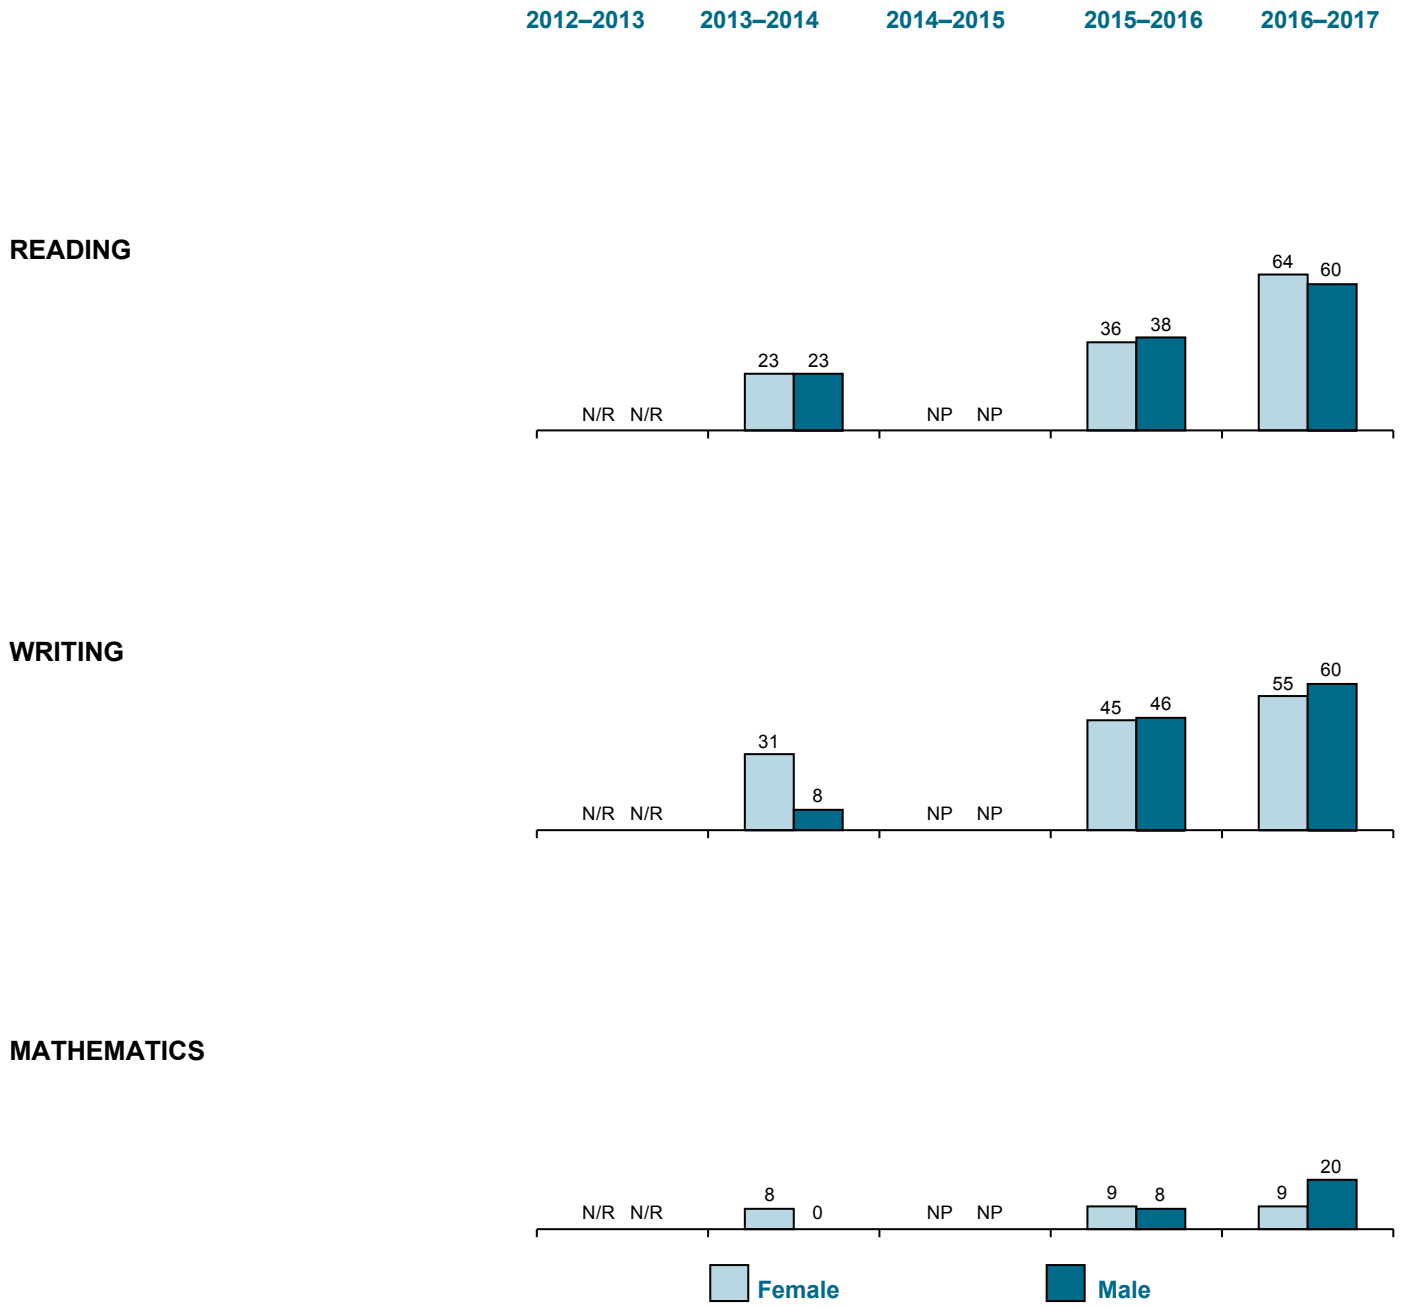 2012–2013 2013–2014 2014–2015 2015–2016 2016–2017
READING
N/R N/R 23 23 NP NP 36 38 64 60
WRITING
N/R N/R 31 8 NP NP 45 46 55 60
MATHEMATICS
N/R N/R 8 0 NP NP 9 8 9 20
Female Male